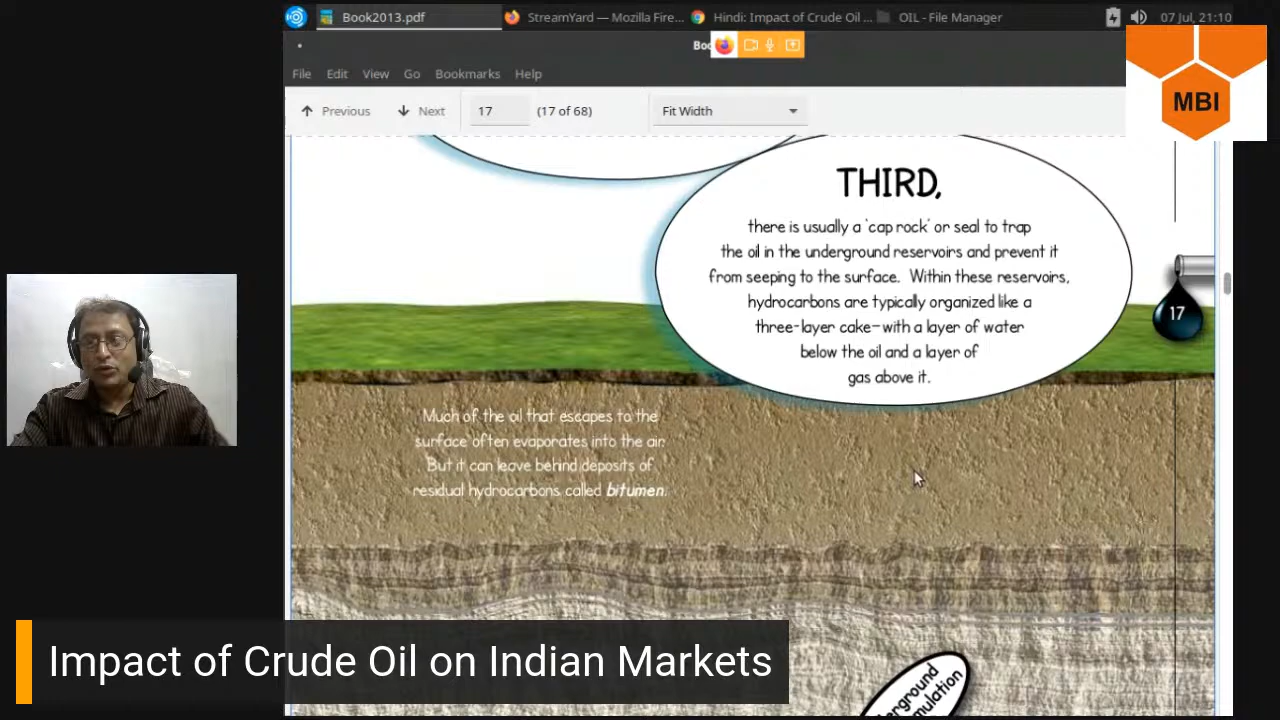 Book2013.pdf
StreamYard — Mozilla Fire...
Hindi: Impact of Crude Oil ...
OIL - File Manager
07 Jul, 21:10
MBI
File Edit View Go Bookmarks Help
Previous Next 17 (17 of 68) Fit Width
THIRD,
there is usually a 'cap rock' or seal to trap
the oil in the underground reservoirs and prevent it
from seeping to the surface. Within these reservoirs,
hydrocarbons are typically organized like a
three-layer cake—with a layer of water
below the oil and a layer of
gas above it.
17
Much of the oil that escapes to the
surface often evaporates into the air.
But it can leave behind deposits of
residual hydrocarbons called bitumen.
Impact of Crude Oil on Indian Markets